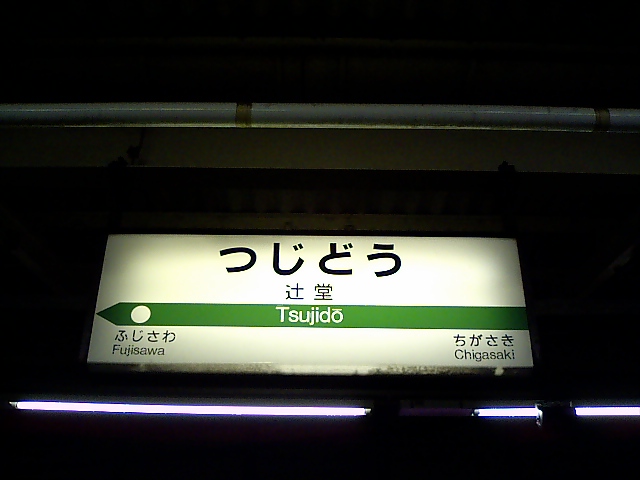 つじどう
辻堂
Tsujidō
ふじさわ
Fujisawa
ちがさき
Chigasaki